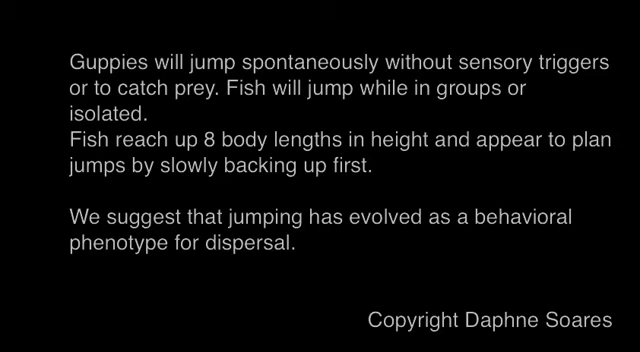 Guppies will jump spontaneously without sensory triggers
or to catch prey. Fish will jump while in groups or
isolated.
Fish reach up 8 body lengths in height and appear to plan
jumps by slowly backing up first.
We suggest that jumping has evolved as a behavioral
phenotype for dispersal.
Copyright Daphne Soares